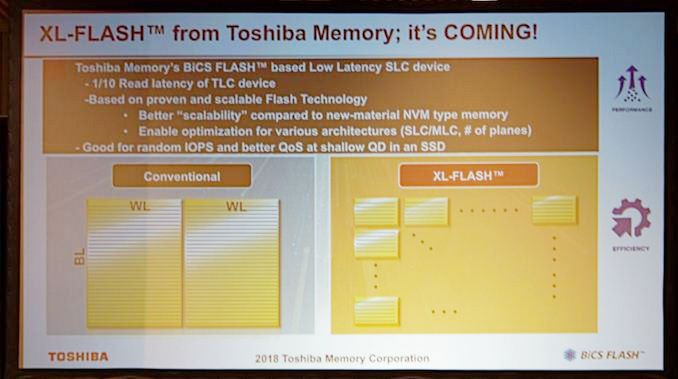 XL-FLASH™ from Toshiba Memory; it's COMING!
Toshiba Memory's BiCS FLASH™ based Low Latency SLC device
- 1/10 Read latency of TLC device
-Based on proven and scalable Flash Technology
• Better “scalability” compared to new-material NVM type memory
• Enable optimization for various architectures (SLC/MLC, # of planes)
- Good for random IOPS and better QoS at shallow QD in an SSD
PERFORMANCE
Conventional
XL-FLASH™
WL
WL
BL
EFFICIENCY
TOSHIBA
2018 Toshiba Memory Corporation
BiCS FLASH™